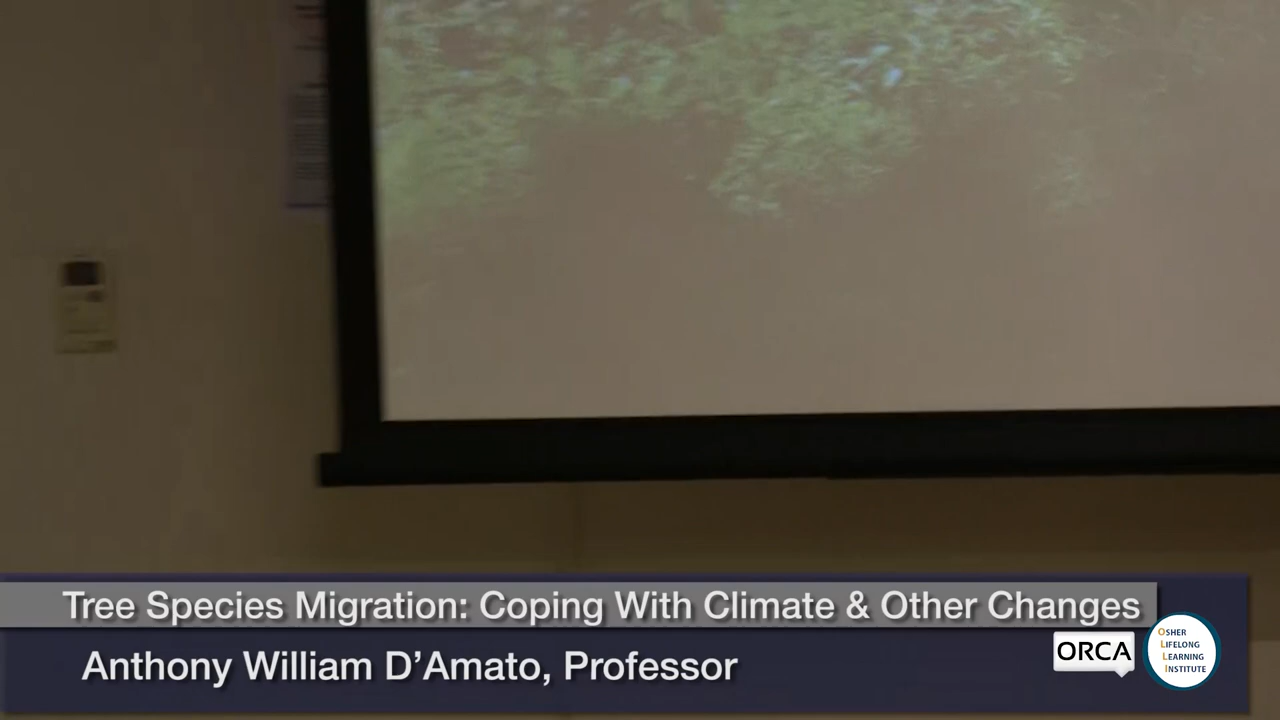 Tree Species Migration: Coping With Climate & Other Changes
Anthony William D'Amato, Professor
ORCA
OSHER
LIFELONG
LEARNING
INSTITUTE